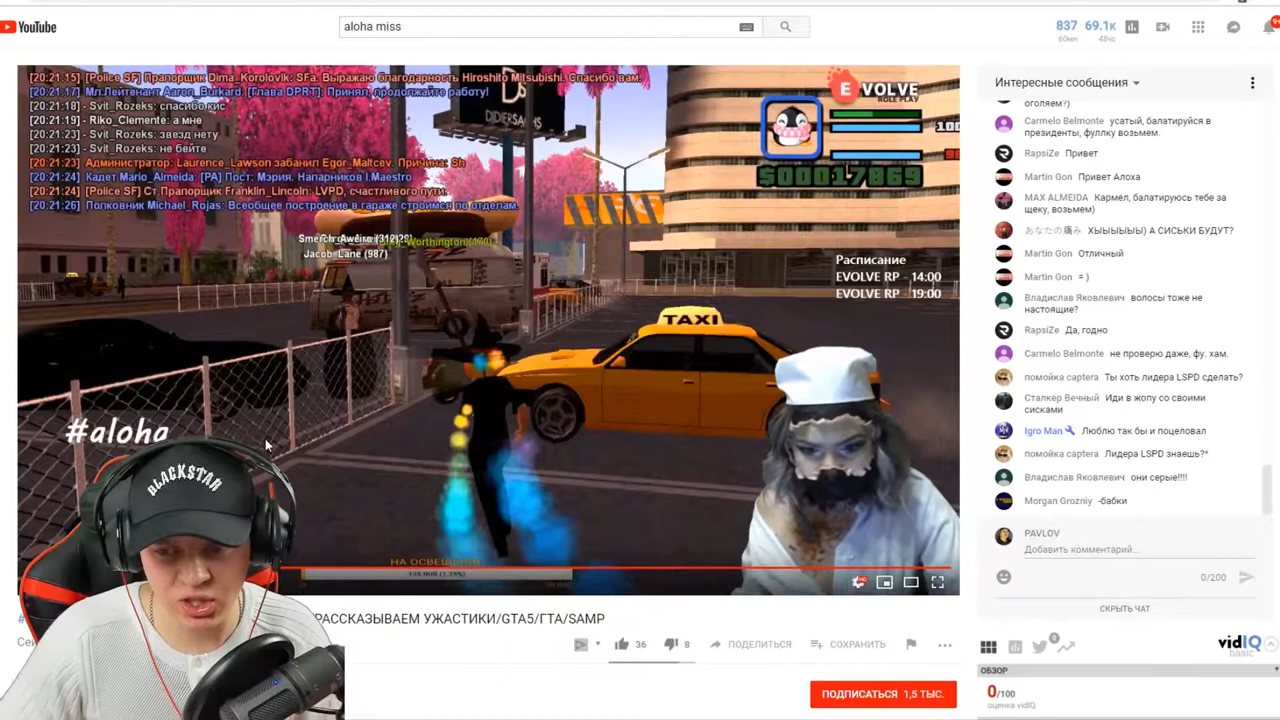 YouTube
aloha miss
837
69.1K
60мн
48чс
[20:21:15] [Police SF] Прапорщик Dima_Korolovik: SFa. Выражаю благодарность Hiroshito Mitsubishi. Спасибо вам.
[20:21:17] Мл.Лейтенант Aaron_Burkard: [Глава DPRT]: Принял, продолжайте работу!
[20:21:18] - Svit_Rozeks: спасибо кис
[20:21:19] - Riko_Clemente: а мне
[20:21:23] - Svit_Rozeks: звезд нету
[20:21:23] - Svit_Rozeks: не бейте
[20:21:23] Администратор: Laurence_Lawson забанил Egor_Maltcev. Причина: Sh
[20:21:24] Кадет Mario_Almeida: [PA] Пост: Мэрия. Напарников I.Maestro
[20:21:24] [Police SF] Ст.Прапорщик Franklin_Lincoln: LVPD, счастливого пути.
[20:21:26] Полковник Michael_Rojas: Всеобщее построение в гараже строимся по отделам.
DIDIERSACHS
EVOLVE
ROLE PLAY
$00017869
Jacob_Lane (987)
Расписание
EVOLVE RP - 14:00
EVOLVE RP - 19:00
TAXI
#aloha
BLACKSTAR
РАССКАЗЫВАЕМ УЖАСТИКИ/GTA5/ГТА/SAMP
36
8
ПОДЕЛИТЬСЯ
СОХРАНИТЬ
ПОДПИСАТЬСЯ 1,5 ТЫС.
Интересные сообщения
оголяем?)
Carmelo Belmonte усатый, балатируйся в
президенты, фуллку возьмем.
RapsiZe Привет
Martin Gon Привет Алоха
MAX ALMEIDA Кармел, балатируюсь тебе за
щеку, возьмем)
あなたの痛み ХЫЫЫЫЫ) А СИСЬКИ БУДУТ?
Martin Gon Отличный
Martin Gon = )
Владислав Яковлевич волосы тоже не
настоящие?
RapsiZe Да, годно
Carmelo Belmonte не проверю даже, фу. хам.
помойка captera Ты хоть лидера LSPD сделать?
Сталкер Вечный Иди в жопу со своими
сисками
Igro Man Люблю так бы и поцеловал
помойка captera Лидера LSPD знаешь?*
Владислав Яковлевич они серые!!!!
Morgan Grozniy -бабки
PAVLOV
Добавить комментарий...
0/200
СКРЫТЬ ЧАТ
0
vidIQ
basic
ОБЗОР
0/100
оценка vidIQ